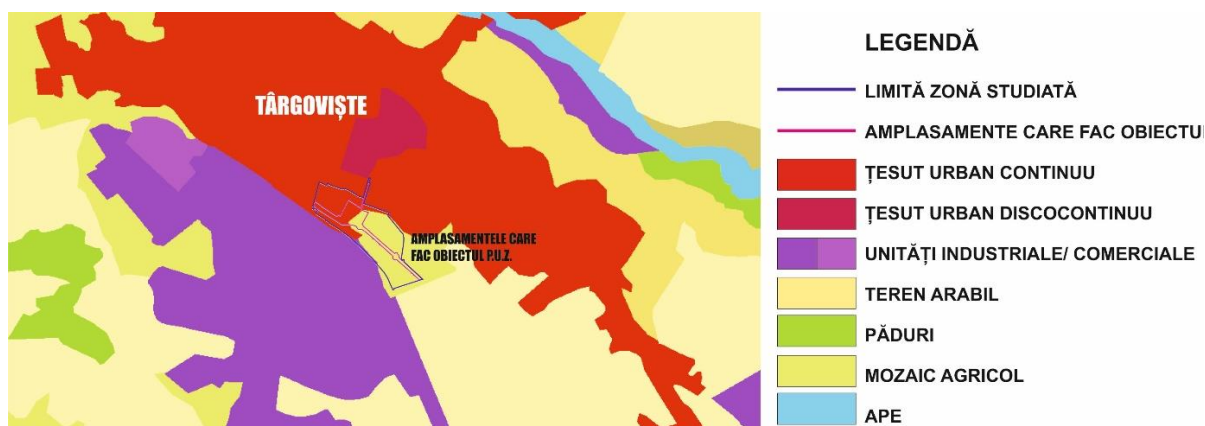 TÂRGOVIȘTE
AMPLASAMENTELE CARE
FAC OBIECTUL P.U.Z.
LEGENDĂ
LIMITĂ ZONĂ STUDIATĂ
AMPLASAMENTE CARE FAC OBIECTU
ȚESUT URBAN CONTINUU
ȚESUT URBAN DISCOCONTINUU
UNITĂȚI INDUSTRIALE/ COMERCIALE
TEREN ARABIL
PĂDURI
MOZAIC AGRICOL
APE